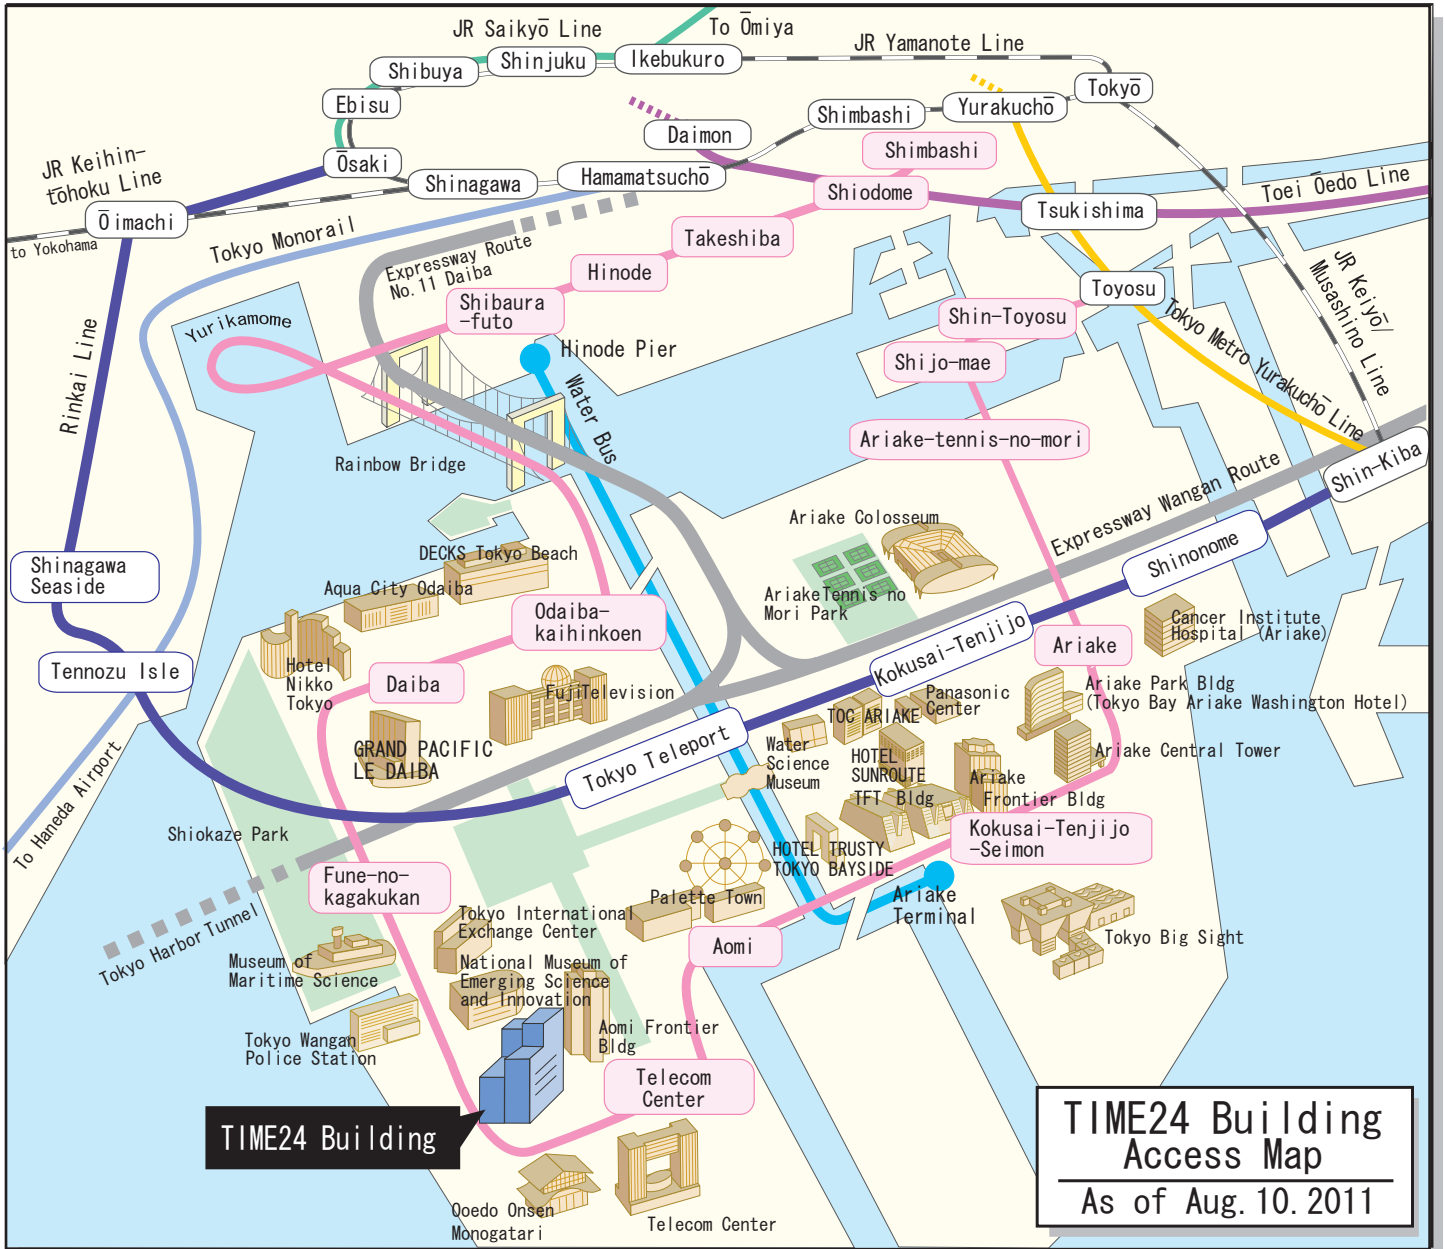 JR Saikyō Line
To Ōmiya
JR Yamanote Line
Shibuya
Shinjuku
Ikebukuro
Ebisu
Tokyō
Yurakuchō
Shimbashi
Daimon
Shimbashi
JR Keihin-
tōhoku Line
Ōsaki
Shinagawa
Hamamatsuchō
Shiodome
Toei Ōedo Line
Tsukishima
Ōimachi
to Yokohama
Tokyo Monorail
Expressway Route
No.11 Daiba
Takeshiba
Hinode
Shibaura
-futo
Toyosu
Shin-Toyosu
Shijo-mae
JR Keiyō/
Musashino Line
Tokyo Metro Yurakuchō Line
Yurikamome
Rinkai Line
Hinode Pier
Water Bus
Rainbow Bridge
Ariake-tennis-no-mori
Shin-Kiba
Expressway Wangan Route
Ariake Colosseum
Ariake Tennis no
Mori Park
Shinonome
DECKS Tokyo Beach
Aqua City Odaiba
Shinagawa
Seaside
Odaiba-
kaihinkoen
Kokusai-Tenjijo
Ariake
Cancer Institute
Hospital (Ariake)
Tennozu Isle
Hotel
Nikko
Tokyo
Daiba
FujiTelevision
Panasonic
Center
TOC ARIAKE
Ariake Park Bldg
(Tokyo Bay Ariake Washington Hotel)
GRAND PACIFIC
LE DAIBA
Tokyo Teleport
Water
Science
Museum
HOTEL
SUNROUTE
Ariake Central Tower
Ariake
Frontier Bldg
TFT Bldg
To Haneda Airport
Shiokaze Park
HOTEL TRUSTY
TOKYO BAYSIDE
Kokusai-Tenjijo
-Seimon
Fune-no-
kagakukan
Palette Town
Ariake
Terminal
Tokyo Harbor Tunnel
Tokyo International
Exchange Center
Aomi
Tokyo Big Sight
Museum of
Maritime Science
National Museum of
Emerging Science
and Innovation
Tokyo Wangan
Police Station
Aomi Frontier
Bldg
Telecom
Center
TIME24 Building
Ooedo Onsen
Monogatari
Telecom Center
TIME24 Building
Access Map
As of Aug.10.2011